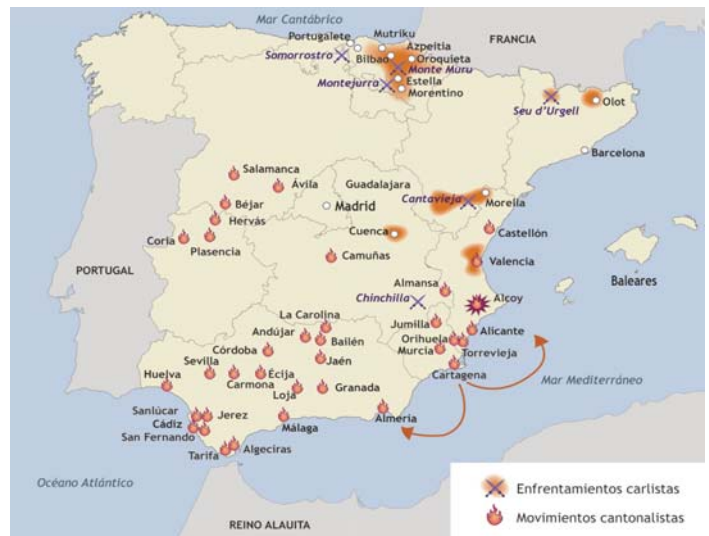 Mar Cantábrico
FRANCIA
Portugalete
Mutriku
Azpeitia
Somorrostro
Bilbao
Oroquieta
Monte Muru
Montejurra
Estella
Morentino
Seu d'Urgell
Olot
Barcelona
Salamanca
Ávila
Guadalajara
Cantavieja
Morella
Béjar
Madrid
Hervás
Cuenca
Castellón
Coria
Plasencia
Camuñas
Valencia
PORTUGAL
Baleares
Almansa
Chinchilla
Alcoy
La Carolina
Jumilla
Alicante
Andújar
Bailén
Orihuela
Córdoba
Murcia
Torrevieja
Sevilla
Jaén
Cartagena
Huelva
Carmona
Écija
Loja
Granada
Mar Mediterráneo
Sanlúcar
Jerez
Almería
Cádiz
Málaga
San Fernando
Algeciras
Tarifa
Océano Atlántico
REINO ALAUITA
Enfrentamientos carlistas
Movimientos cantonalistas